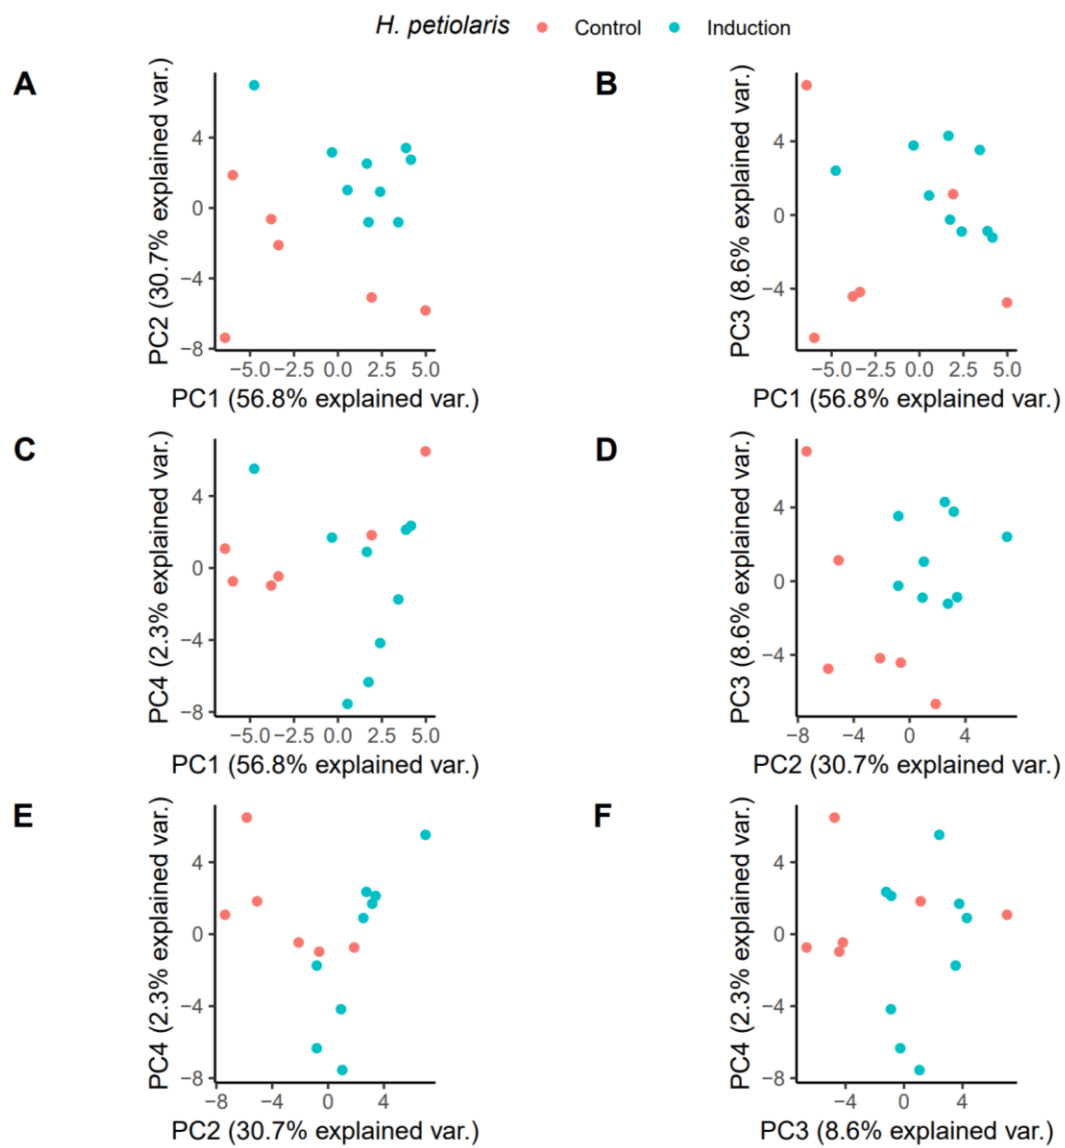 H. petiolaris Control Induction
A
PC2 (30.7% explained var.)
4
0
−4
−8
−5.0 −2.5 0.0 2.5 5.0
PC1 (56.8% explained var.)
B
PC3 (8.6% explained var.)
4
0
−4
−5.0 −2.5 0.0 2.5 5.0
PC1 (56.8% explained var.)
C
PC4 (2.3% explained var.)
4
0
−4
−8
−5.0 −2.5 0.0 2.5 5.0
PC1 (56.8% explained var.)
D
PC3 (8.6% explained var.)
4
0
−4
−8 −4 0 4
PC2 (30.7% explained var.)
E
PC4 (2.3% explained var.)
4
0
−4
−8
−8 −4 0 4
PC2 (30.7% explained var.)
F
PC4 (2.3% explained var.)
4
0
−4
−8
−4 0 4
PC3 (8.6% explained var.)